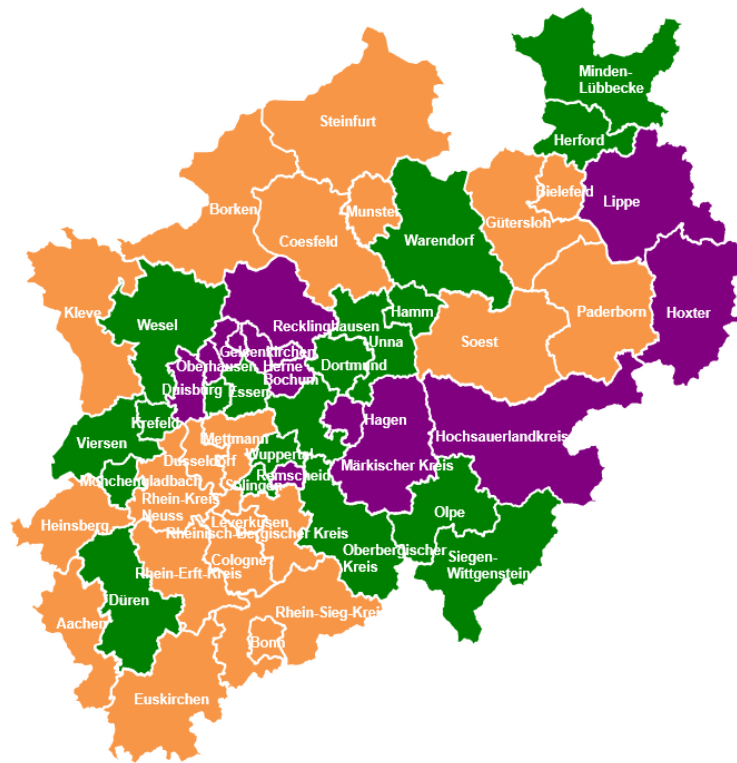 Minden-
Lübbecke
Steinfurt
Herford
Bielefeld
Lippe
Borken
Munster
Gütersloh
Coesfeld
Warendorf
Kleve
Wesel
Recklinghausen
Hamm
Paderborn
Hoxter
Unna
Soest
Gelsenkirchen
Oberhausen
Herne
Dortmund
Bochum
Duisburg
Essen
Krefeld
Hagen
Viersen
Mettmann
Hochsauerlandkreis
Dusseldorf
Wuppertal
Märkischer Kreis
Monchengladbach
Remscheid
Solingen
Rhein-Kreis
Neuss
Heinsberg
Leverkusen
Olpe
Rheinisch-Bergischer Kreis
Oberbergischer
Kreis
Siegen-
Wittgenstein
Cologne
Rhein-Erft-Kreis
Düren
Rhein-Sieg-Kreis
Aachen
Bonn
Euskirchen